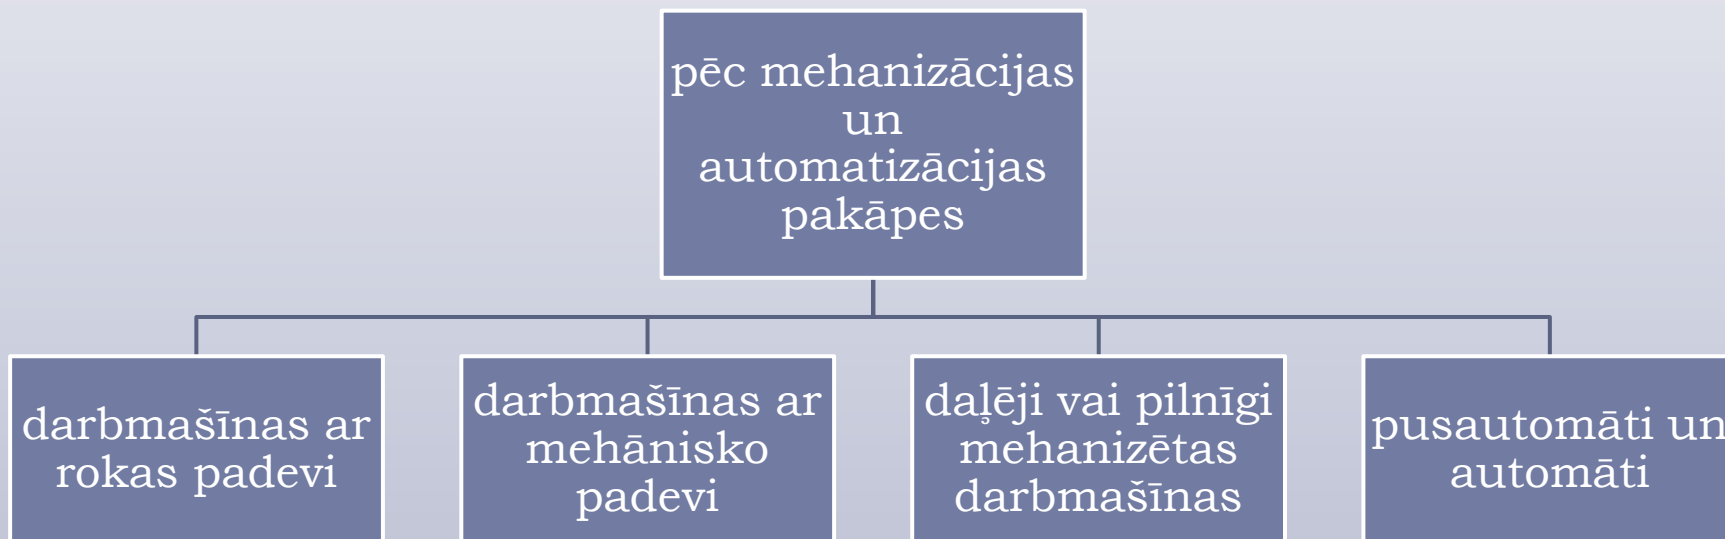 pēc mehanizācijas
un
automatizācijas
pakāpes
darbmašīnas ar
rokas padevi
darbmašīnas ar
mehānisko
padevi
daļēji vai pilnīgi
mehanizētas
darbmašīnas
pusautomāti un
automāti